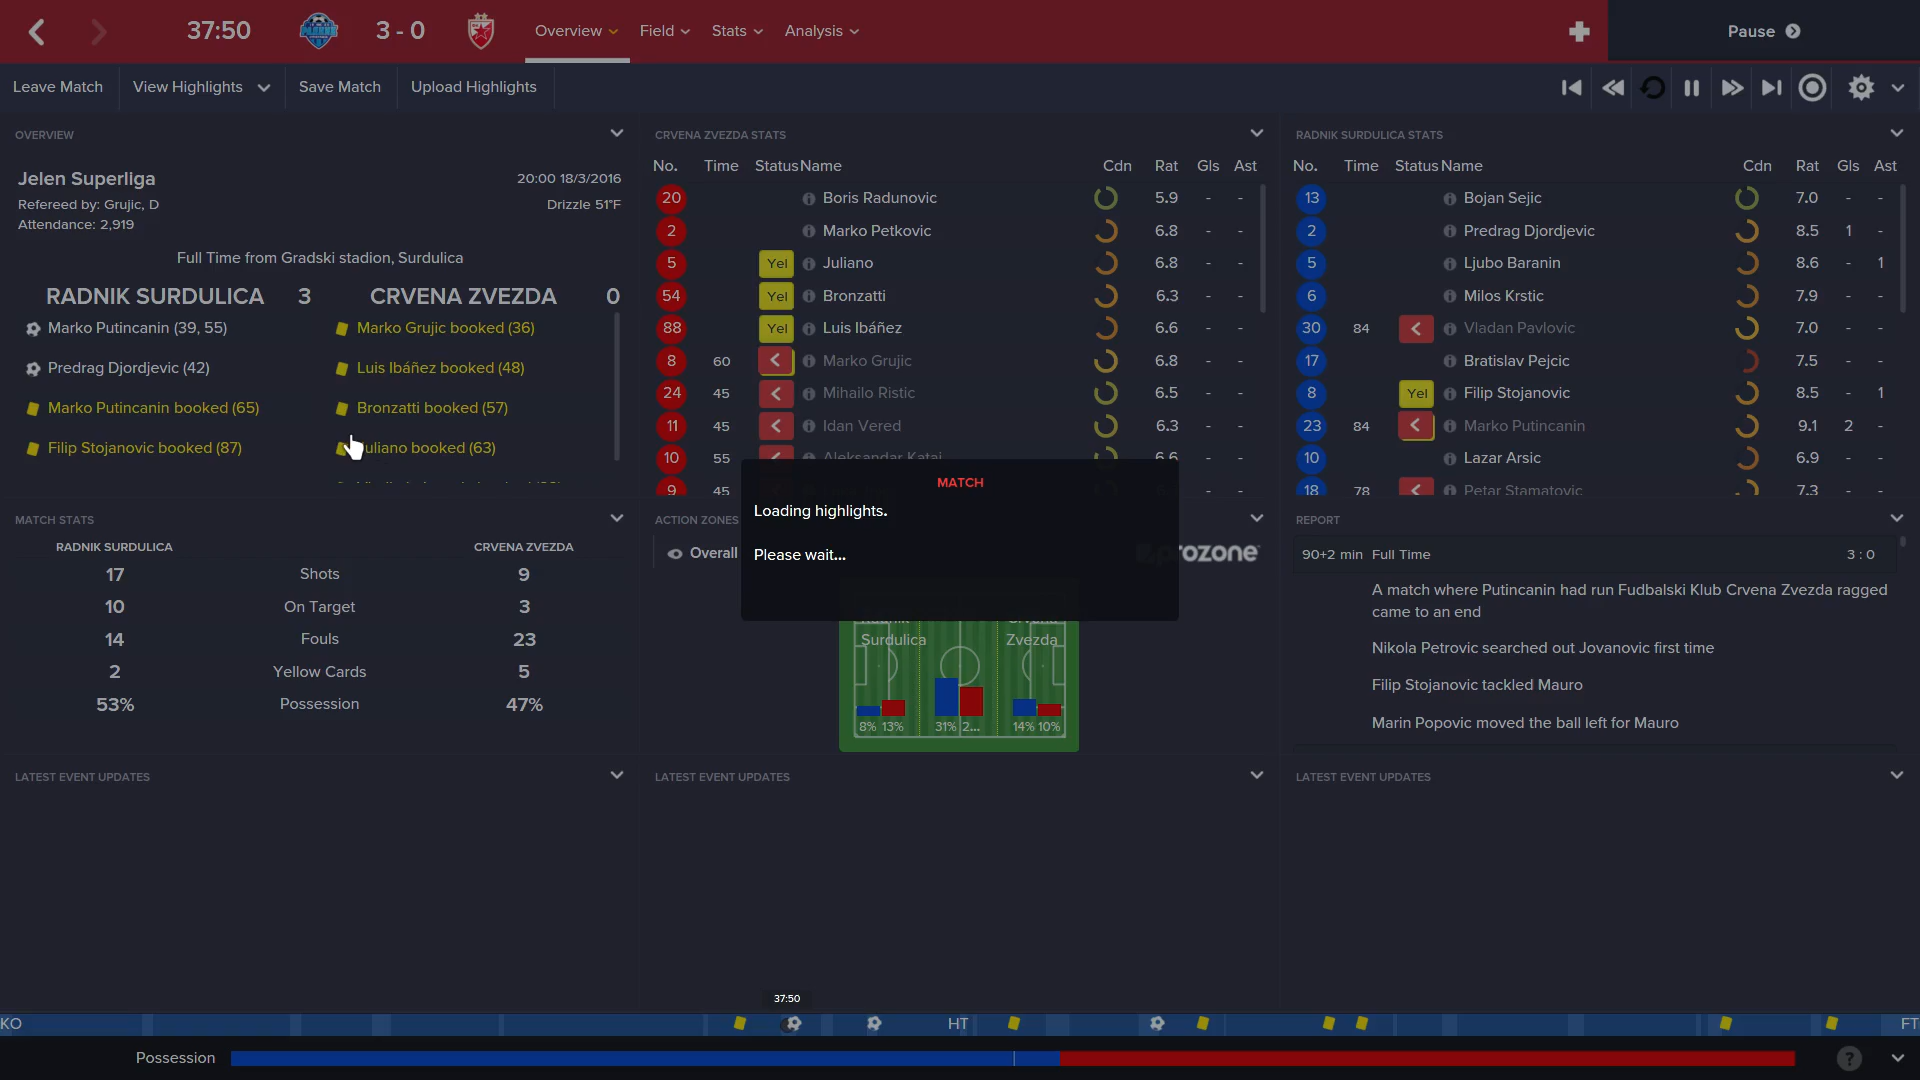 37:50
3 - 0
Overview
Field
Stats
Analysis
Pause
Leave Match
View Highlights
Save Match
Upload Highlights
OVERVIEW
Jelen Superliga
20:00 18/3/2016
Refereed by: Grujic, D
Drizzle 51°F
Attendance: 2,919
Full Time from Gradski stadion, Surdulica
RADNIK SURDULICA 3 CRVENA ZVEZDA 0
Marko Putincanin (39, 55)
Marko Grujic booked (36)
Predrag Djordjevic (42)
Luis Ibáñez booked (48)
Marko Putincanin booked (65)
Bronzatti booked (57)
Filip Stojanovic booked (87)
uliano booked (63)
CRVENA ZVEZDA STATS
No. Time Status Name Cdn Rat Gls Ast
20 Boris Radunovic 5.9 - -
2 Marko Petkovic 6.8 - -
5 Yel Juliano 6.8 - -
54 Yel Bronzatti 6.3 - -
88 Yel Luis Ibáñez 6.6 - -
8 60 Marko Grujic 6.8 - -
24 45 Mihailo Ristic 6.5 - -
11 45 Idan Vered 6.3 - -
10 55 Aleksandar Katai 6.6 - -
9 45
RADNIK SURDULICA STATS
No. Time Status Name Cdn Rat Gls Ast
13 Bojan Sejic 7.0 - -
2 Predrag Djordjevic 8.5 1 -
5 Ljubo Baranin 8.6 - 1
6 Milos Krstic 7.9 - -
30 84 Vladan Pavlovic 7.0 - -
17 Bratislav Pejcic 7.5 - -
8 Yel Filip Stojanovic 8.5 - 1
23 84 Marko Putincanin 9.1 2 -
10 Lazar Arsic 6.9 - -
18 78 Petar Stamatovic 7.3 - -
MATCH
Loading highlights.
Please wait...
MATCH STATS
RADNIK SURDULICA CRVENA ZVEZDA
17 Shots 9
10 On Target 3
14 Fouls 23
2 Yellow Cards 5
53% Possession 47%
ACTION ZONES
Overall
prozone
Surdulica
Zvezda
8% 13% 31% 2... 14% 10%
REPORT
90+2 min Full Time 3 : 0
A match where Putincanin had run Fudbalski Klub Crvena Zvezda ragged
came to an end
Nikola Petrovic searched out Jovanovic first time
Filip Stojanovic tackled Mauro
Marin Popovic moved the ball left for Mauro
LATEST EVENT UPDATES
LATEST EVENT UPDATES
LATEST EVENT UPDATES
37:50
KO
HT
FT
Possession
?